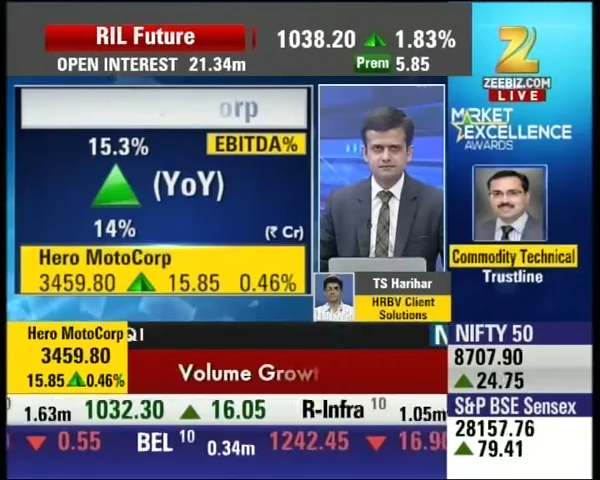 RIL Future
1038.20 1.83%
OPEN INTEREST 21.34m
Prem 5.85
ZEEBIZ.COM
LIVE
MARKET
EXCELLENCE
AWARDS
orp
15.3%
EBITDA%
(YoY)
14%
(₹ Cr)
Hero MotoCorp
3459.80 15.85 0.46%
Commodity Technical
Trustline
TS Harihar
HRBV Client
Solutions
Hero MotoCorp
3459.80
15.85 0.46%
QI
N
Volume Growt
NIFTY 50
8707.90
24.75
S&P BSE Sensex
28157.76
79.41
1.63m 1032.30 16.05 R-Infra 10 1.05m
0.55 BEL 10 0.34m 1242.45 16.90